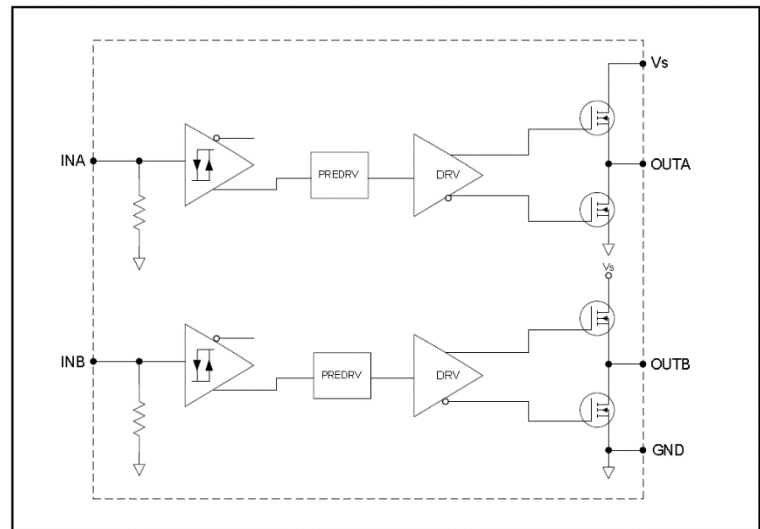 Vs
INA
PREDRV
DRV
OUTA
Vs
INB
PREDRV
DRV
OUTB
GND